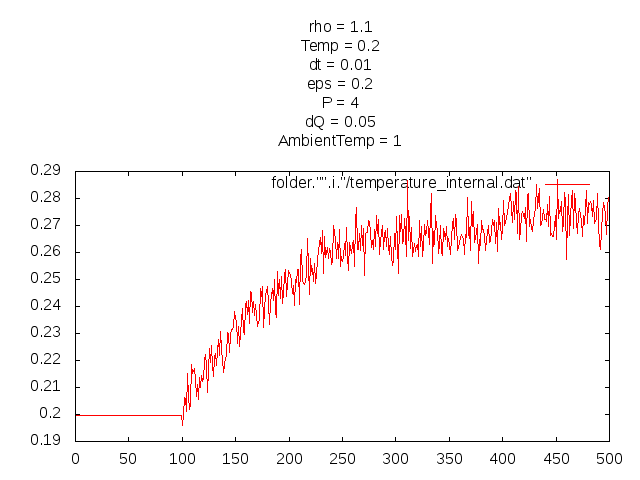 rho = 1.1
Temp = 0.2
dt = 0.01
eps = 0.2
P = 4
dQ = 0.05
AmbientTemp = 1
folder."".i."/temperature_internal.dat"
0.29
0.28
0.27
0.26
0.25
0.24
0.23
0.22
0.21
0.2
0.19
0 50 100 150 200 250 300 350 400 450 500